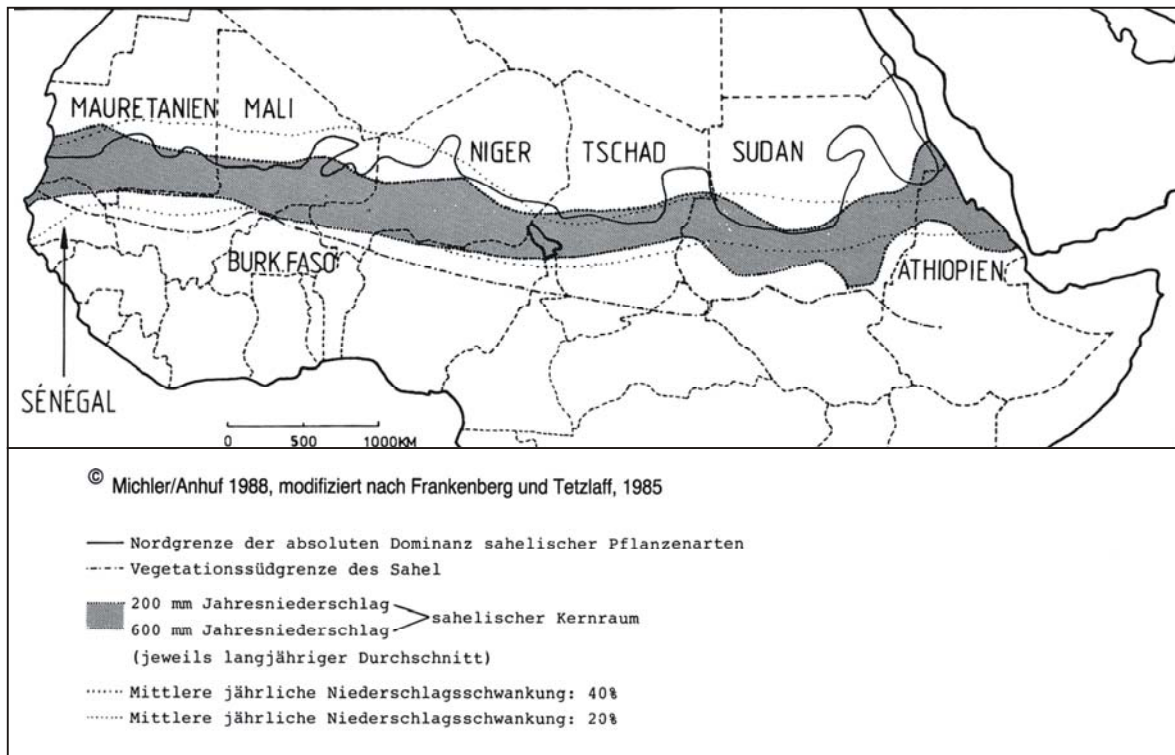 MAURETANIEN
MALI
NIGER
TSCHAD
SUDAN
BURK.FASO
ATHIOPIEN
SÉNÉGAL
0 500 1000KM
© Michler/Anhuf 1988, modifiziert nach Frankenberg und Tetzlaff, 1985
Nordgrenze der absoluten Dominanz sahelischer Pflanzenarten
Vegetationssüdgrenze des Sahel
200 mm Jahresniederschlag
sahelischer Kernraum
600 mm Jahresniederschlag
(jeweils langjähriger Durchschnitt)
Mittlere jährliche Niederschlagsschwankung: 40%
Mittlere jährliche Niederschlagsschwankung: 20%